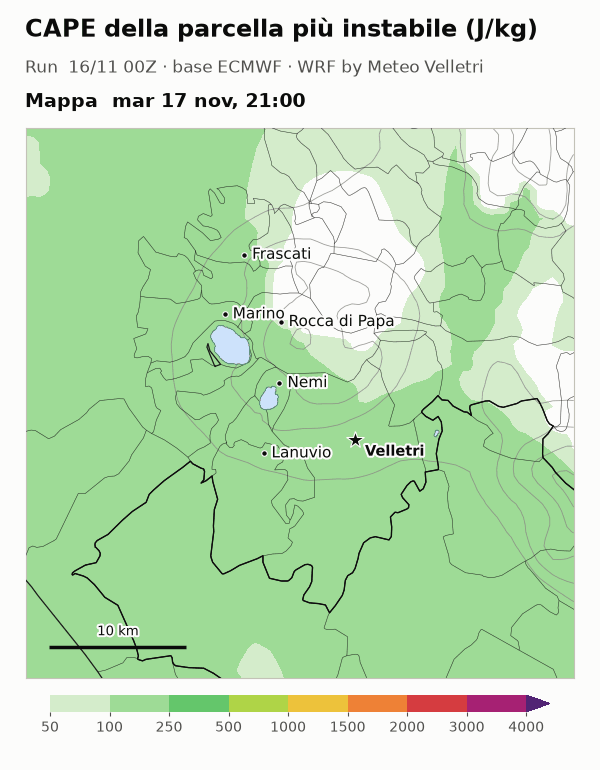 CAPE della parcella più instabile (J/kg)
Run  16/11 00Z · base ECMWF · WRF by Meteo Velletri
Mappa  mar 17 nov, 21:00
Frascati
Marino
Rocca di Papa
Nemi
Velletri
Lanuvio
10 km
50 100 250 500 1000 1500 2000 3000 4000